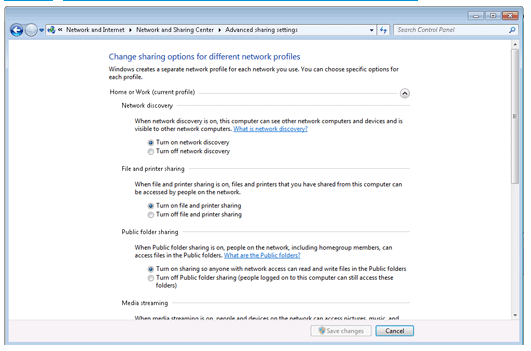 « Network and Internet ▸ Network and Sharing Center ▸ Advanced sharing settings
Search Control Panel
Change sharing options for different network profiles
Windows creates a separate network profile for each network you use. You can choose specific options for
each profile.
Home or Work (current profile)
Network discovery
When network discovery is on, this computer can see other network computers and devices and is
visible to other network computers. What is network discovery?
Turn on network discovery
Turn off network discovery
File and printer sharing
When file and printer sharing is on, files and printers that you have shared from this computer can
be accessed by people on the network.
Turn on file and printer sharing
Turn off file and printer sharing
Public folder sharing
When Public folder sharing is on, people on the network, including homegroup members, can
access files in the Public folders. What are the Public folders?
Turn on sharing so anyone with network access can read and write files in the Public folders
Turn off Public folder sharing (people logged on to this computer can still access these
folders)
Media streaming
When media streaming is on, people and devices on the network can access pictures, music, and
Save changes
Cancel